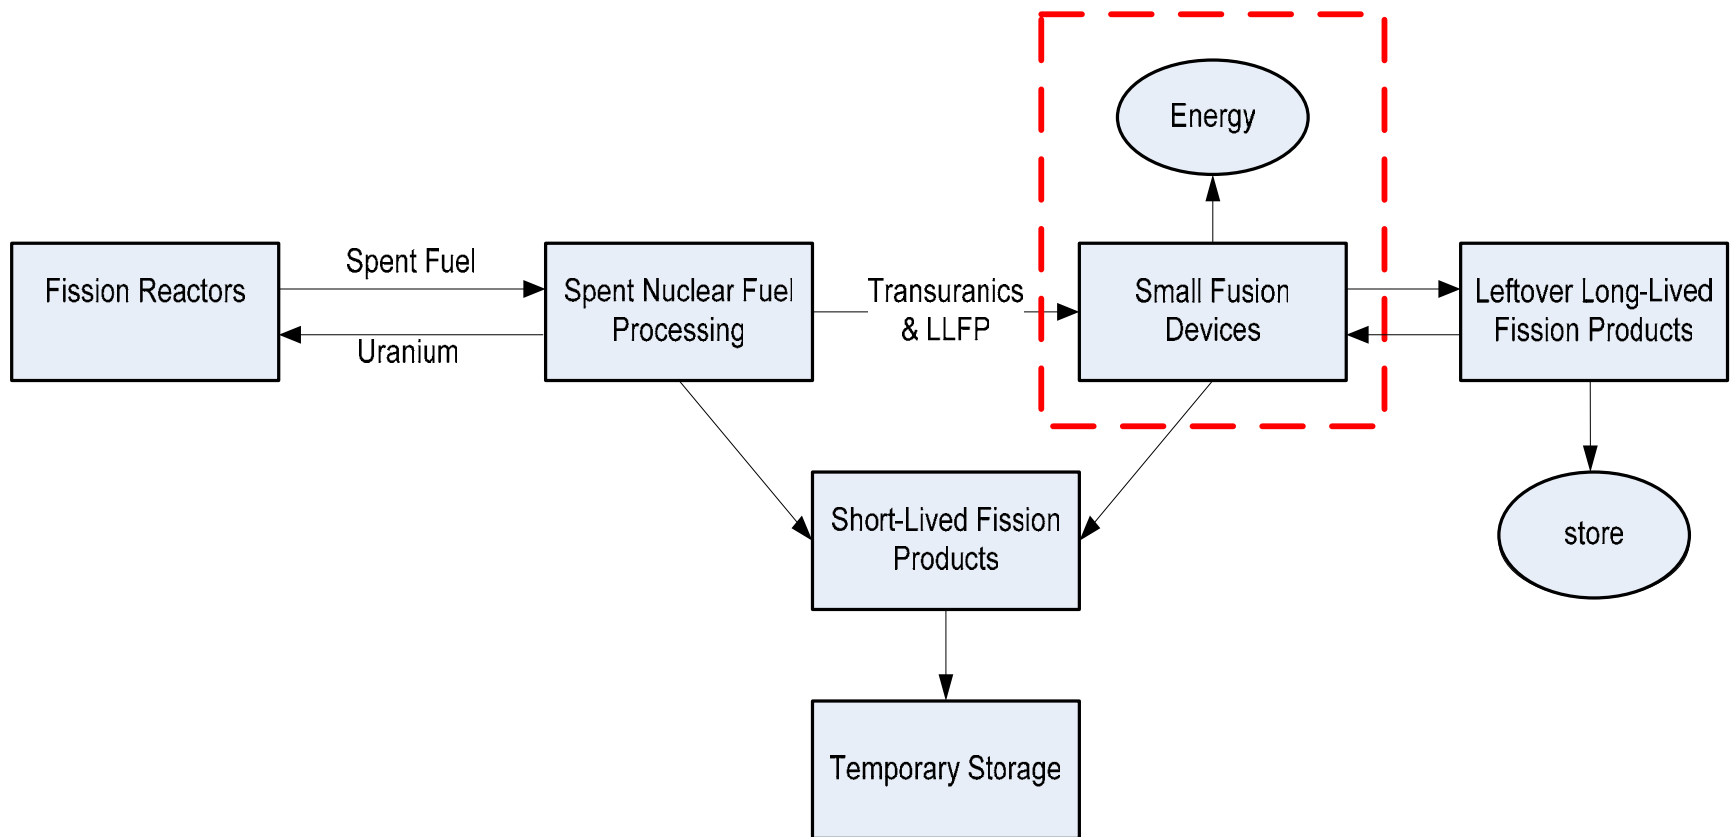 Energy
Fission Reactors
Spent Fuel
Uranium
Spent Nuclear Fuel
Processing
Transuranics
& LLFP
Small Fusion
Devices
Leftover Long-Lived
Fission Products
Short-Lived Fission
Products
store
Temporary Storage